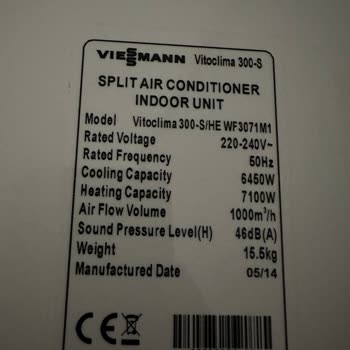 VIESSMANN Vitoclima 300-S
SPLIT AIR CONDITIONER
INDOOR UNIT
Model Vitoclima 300-S/HE WF3071M1
Rated Voltage 220-240V~
Rated Frequency 50Hz
Cooling Capacity 6450W
Heating Capacity 7100W
Air Flow Volume 1000m³/h
Sound Pressure Level(H) 46dB(A)
Weight 15.5kg
Manufactured Date 05/14
CE